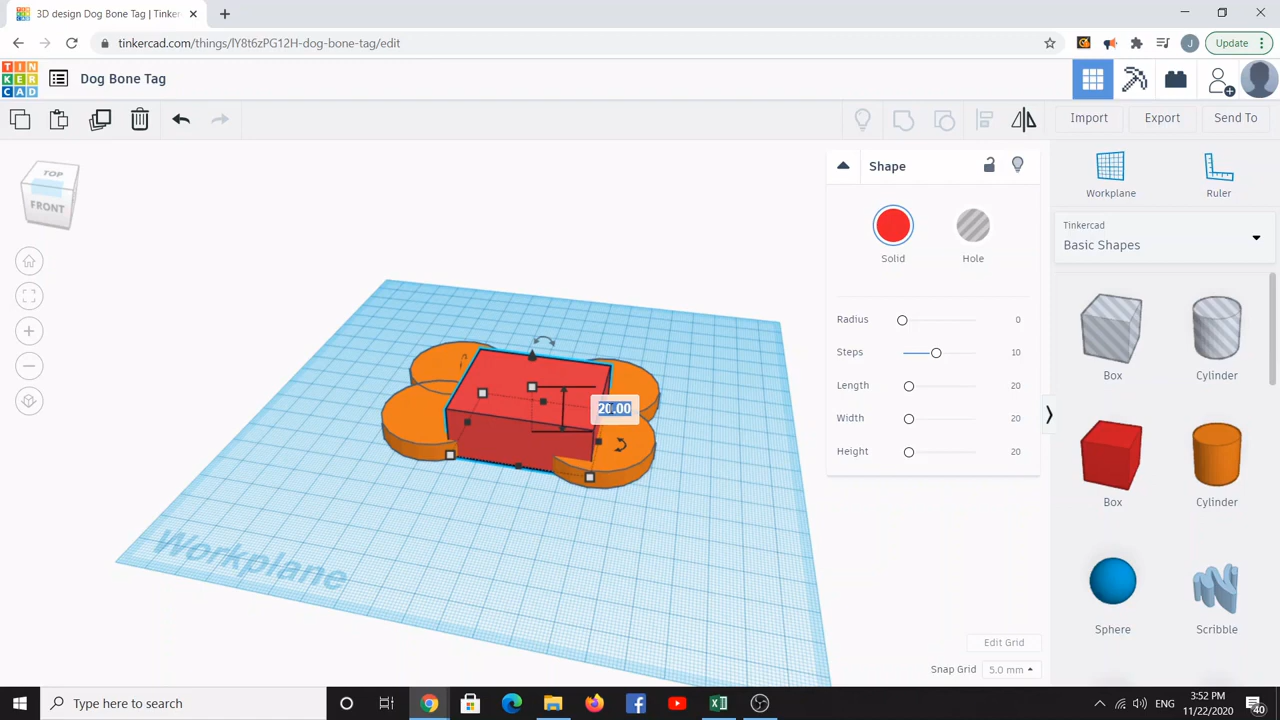 3D design Dog Bone Tag | Tinker
tinkercad.com/things/lY8t6zPG12H-dog-bone-tag/edit
J
Update
TIN
KER
CAD
Dog Bone Tag
Import
Export
Send To
TOP
FRONT
Shape
Solid
Hole
Radius 0
Steps 10
Length 20
Width 20
Height 20
20.00
Workplane
Workplane
Ruler
Tinkercad
Basic Shapes
Box
Cylinder
Box
Cylinder
Sphere
Scribble
Edit Grid
Snap Grid 5.0 mm
Type here to search
ENG
3:52 PM
11/22/2020
40